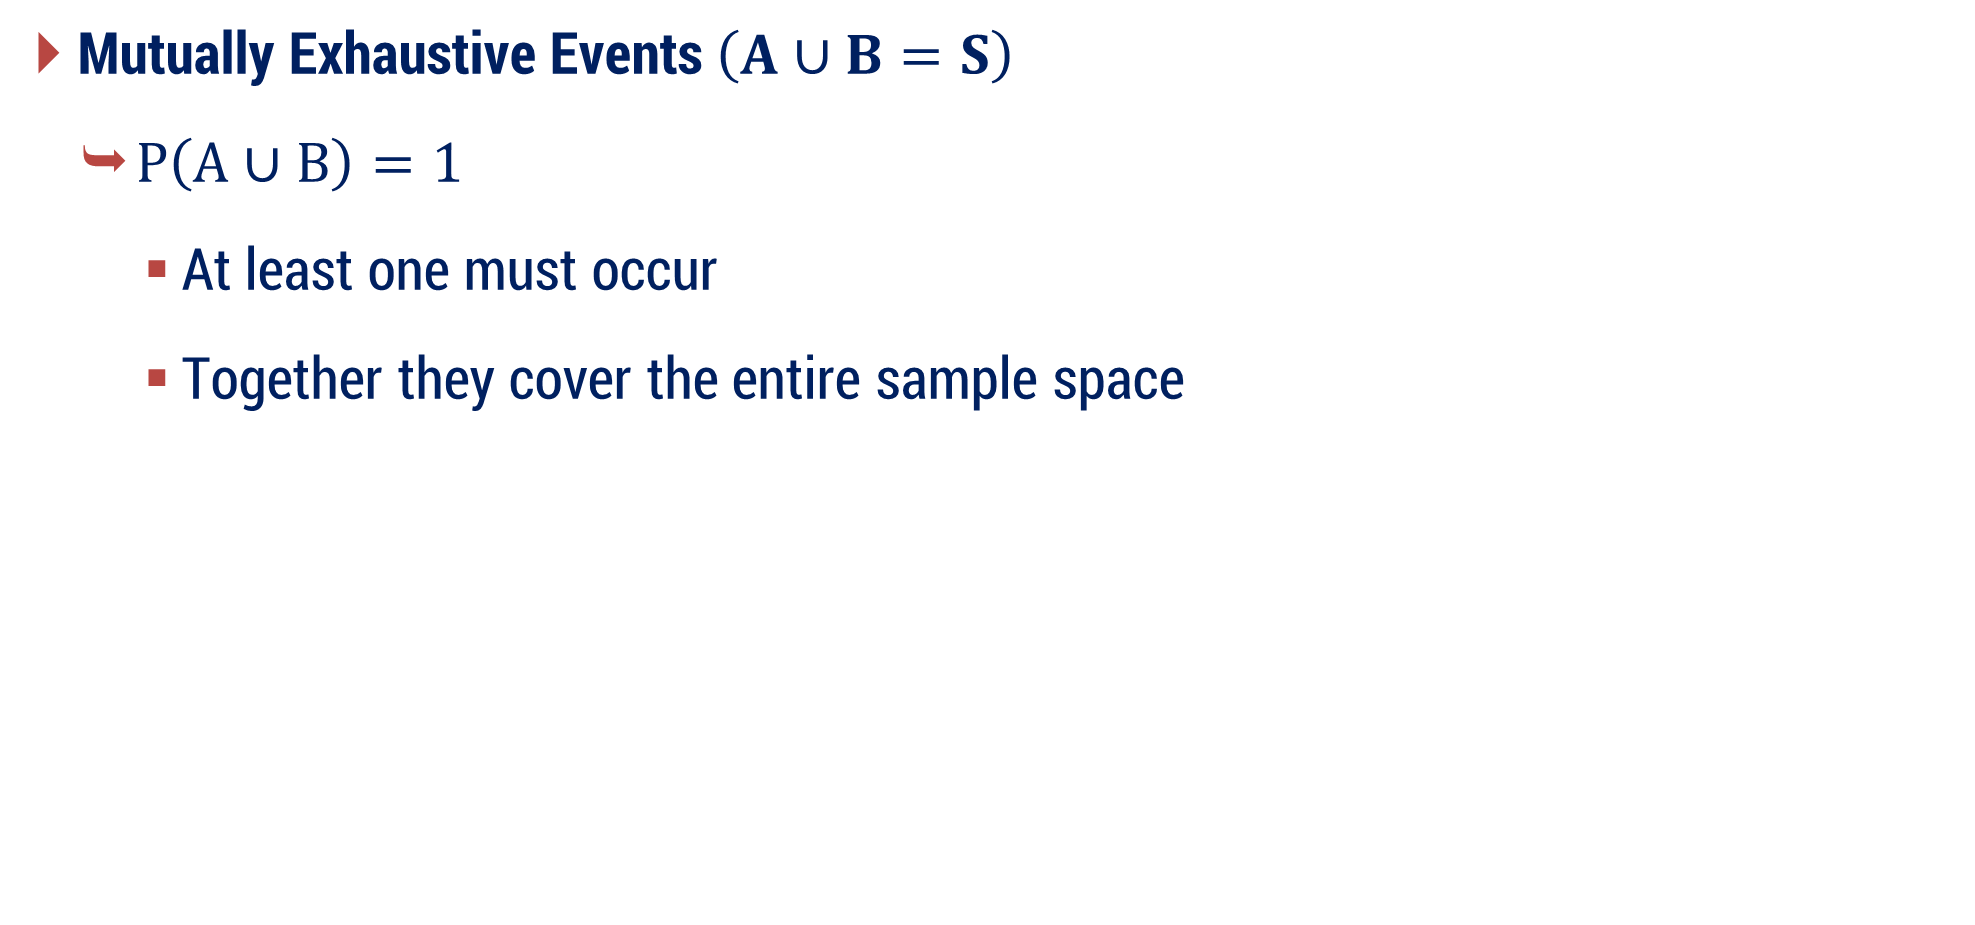 Mutually Exhaustive Events (A ∪ B = S)
P(A ∪ B) = 1
At least one must occur
Together they cover the entire sample space